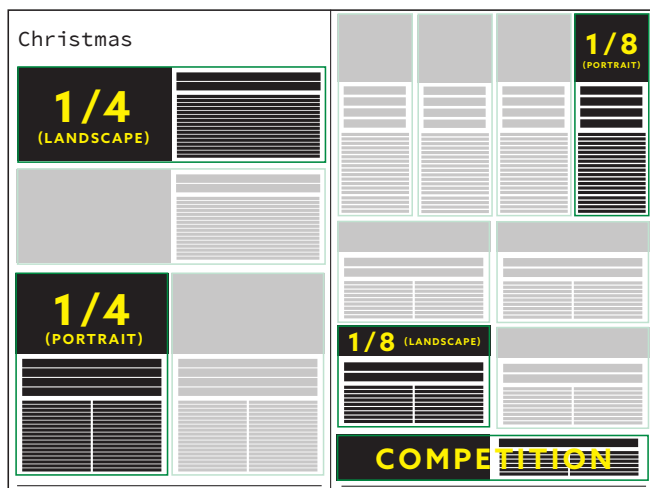 Christmas
1/4
(LANDSCAPE)
1/4
(PORTRAIT)
1/8
(PORTRAIT)
1/8 (LANDSCAPE)
COMPETITION